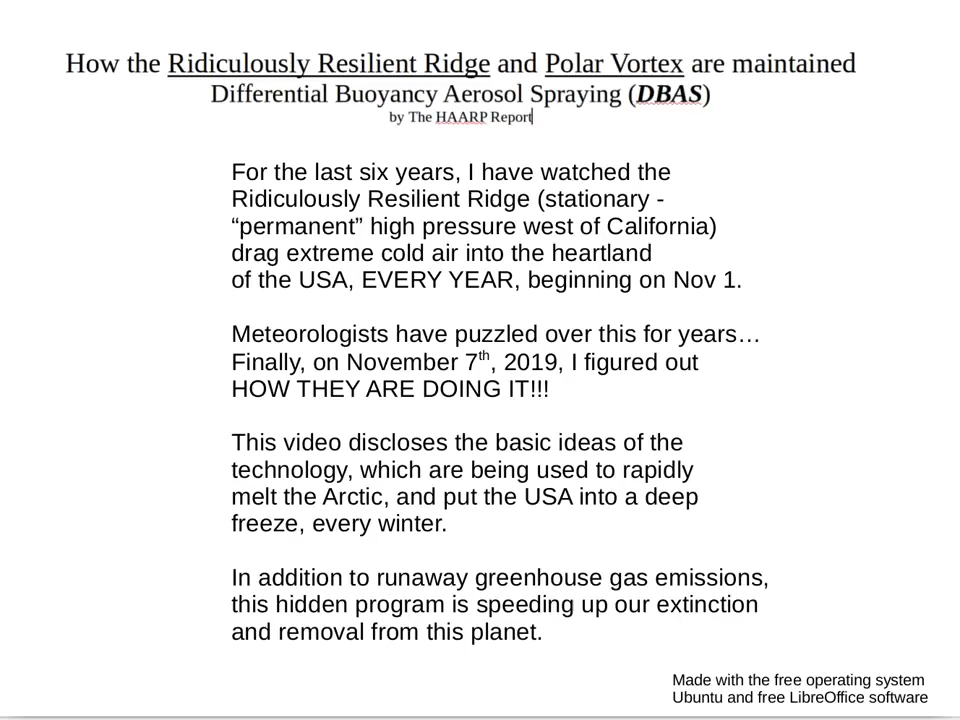 How the Ridiculously Resilient Ridge and Polar Vortex are maintained
Differential Buoyancy Aerosol Spraying (DBAS)
by The HAARP Report
For the last six years, I have watched the
Ridiculously Resilient Ridge (stationary -
“permanent” high pressure west of California)
drag extreme cold air into the heartland
of the USA, EVERY YEAR, beginning on Nov 1.
Meteorologists have puzzled over this for years…
Finally, on November 7th, 2019, I figured out
HOW THEY ARE DOING IT!!!
This video discloses the basic ideas of the
technology, which are being used to rapidly
melt the Arctic, and put the USA into a deep
freeze, every winter.
In addition to runaway greenhouse gas emissions,
this hidden program is speeding up our extinction
and removal from this planet.
Made with the free operating system
Ubuntu and free LibreOffice software